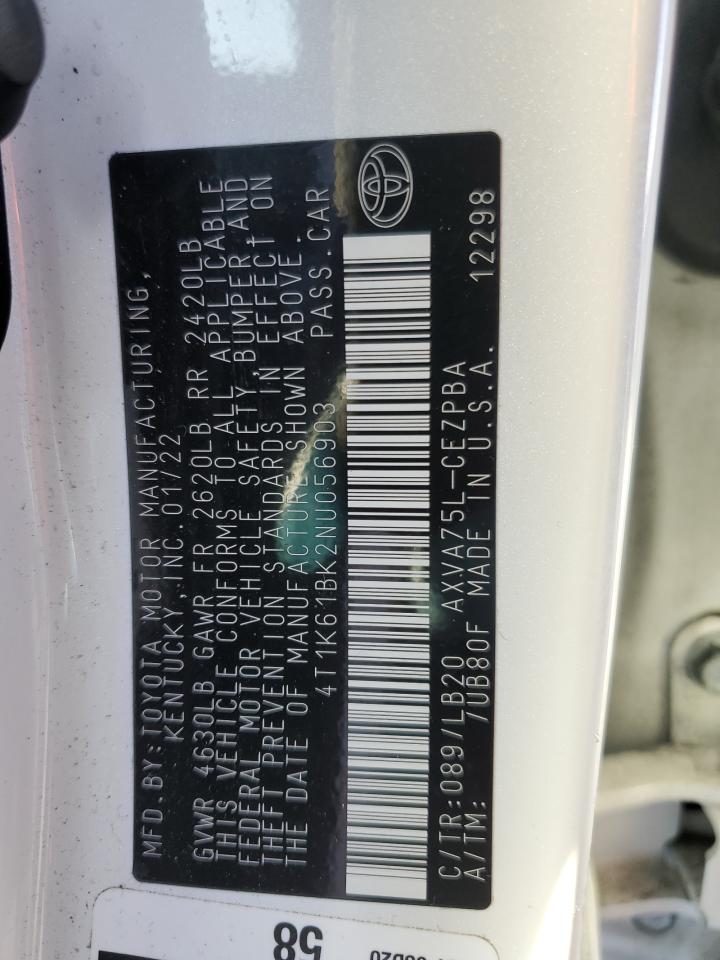 MFD.BY:TOYOTA MOTOR MANUFACTURING,
KENTUCKY,INC.01/22
GVWR 4630LB GAWR FR 2620LB RR 2420LB
THIS VEHICLE CONFORMS TO ALL APPLICABLE
FEDERAL MOTOR VEHICLE SAFETY,BUMPER,AND
THEFT PREVENTION STANDARDS IN EFFECT ON
THE DATE OF MANUFACTURE SHOWN ABOVE.
4T1K61BK2NU056903 PASS.CAR
C/TR:089/LB20 AXVA75L-CEZPBA
A/TM: /UB80F MADE IN U.S.A. 12298
58